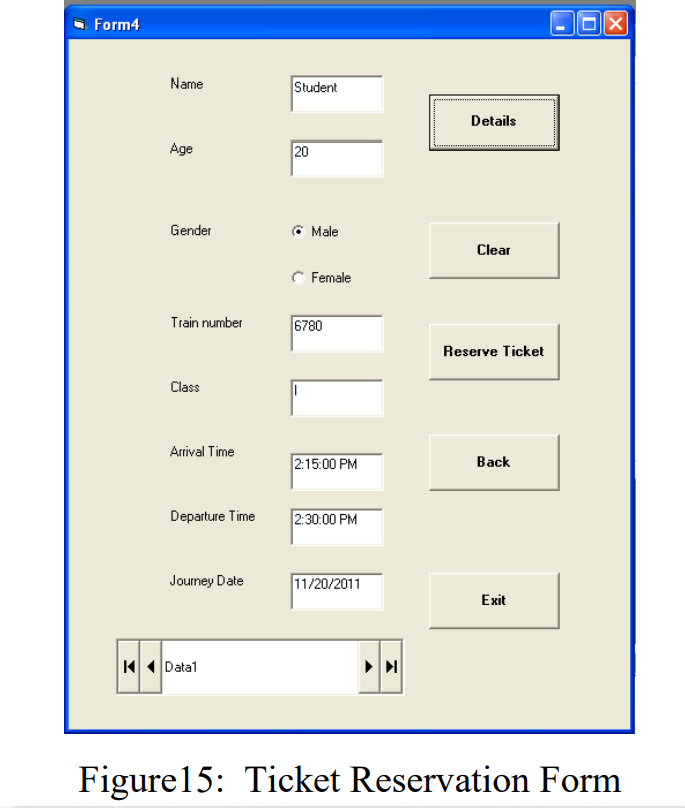 Form4
Name
Student
Details
Age
20
Gender
Male
Clear
Female
Train number
6780
Reserve Ticket
Class
I
Arrival Time
2:15:00 PM
Back
Departure Time
2:30:00 PM
Journey Date
11/20/2011
Exit
Data1
Figure15: Ticket Reservation Form